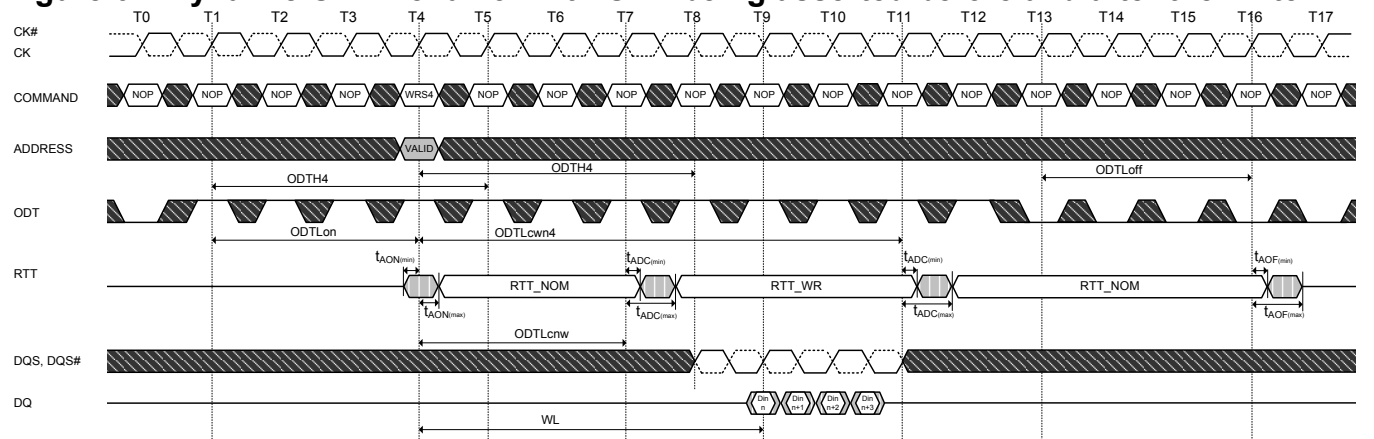 T0 T1 T2 T3 T4 T5 T6 T7 T8 T9 T10 T11 T12 T13 T14 T15 T16 T17
CK#
CK
COMMAND NOP NOP NOP NOP WRS4 NOP NOP NOP NOP NOP NOP NOP NOP NOP NOP NOP NOP NOP
ADDRESS VALID
ODTH4 ODTH4 ODTLoff
ODT
ODTLon ODTLcwn4
tAON(min) tADC(min) tADC(min) tAOF(min)
RTT RTT_NOM RTT_WR RTT_NOM
tAON(max) tADC(max) tADC(max) tAOF(max)
ODTLcnw
DQS, DQS#
DQ Din n Din n+1 Din n+2 Din n+3
WL